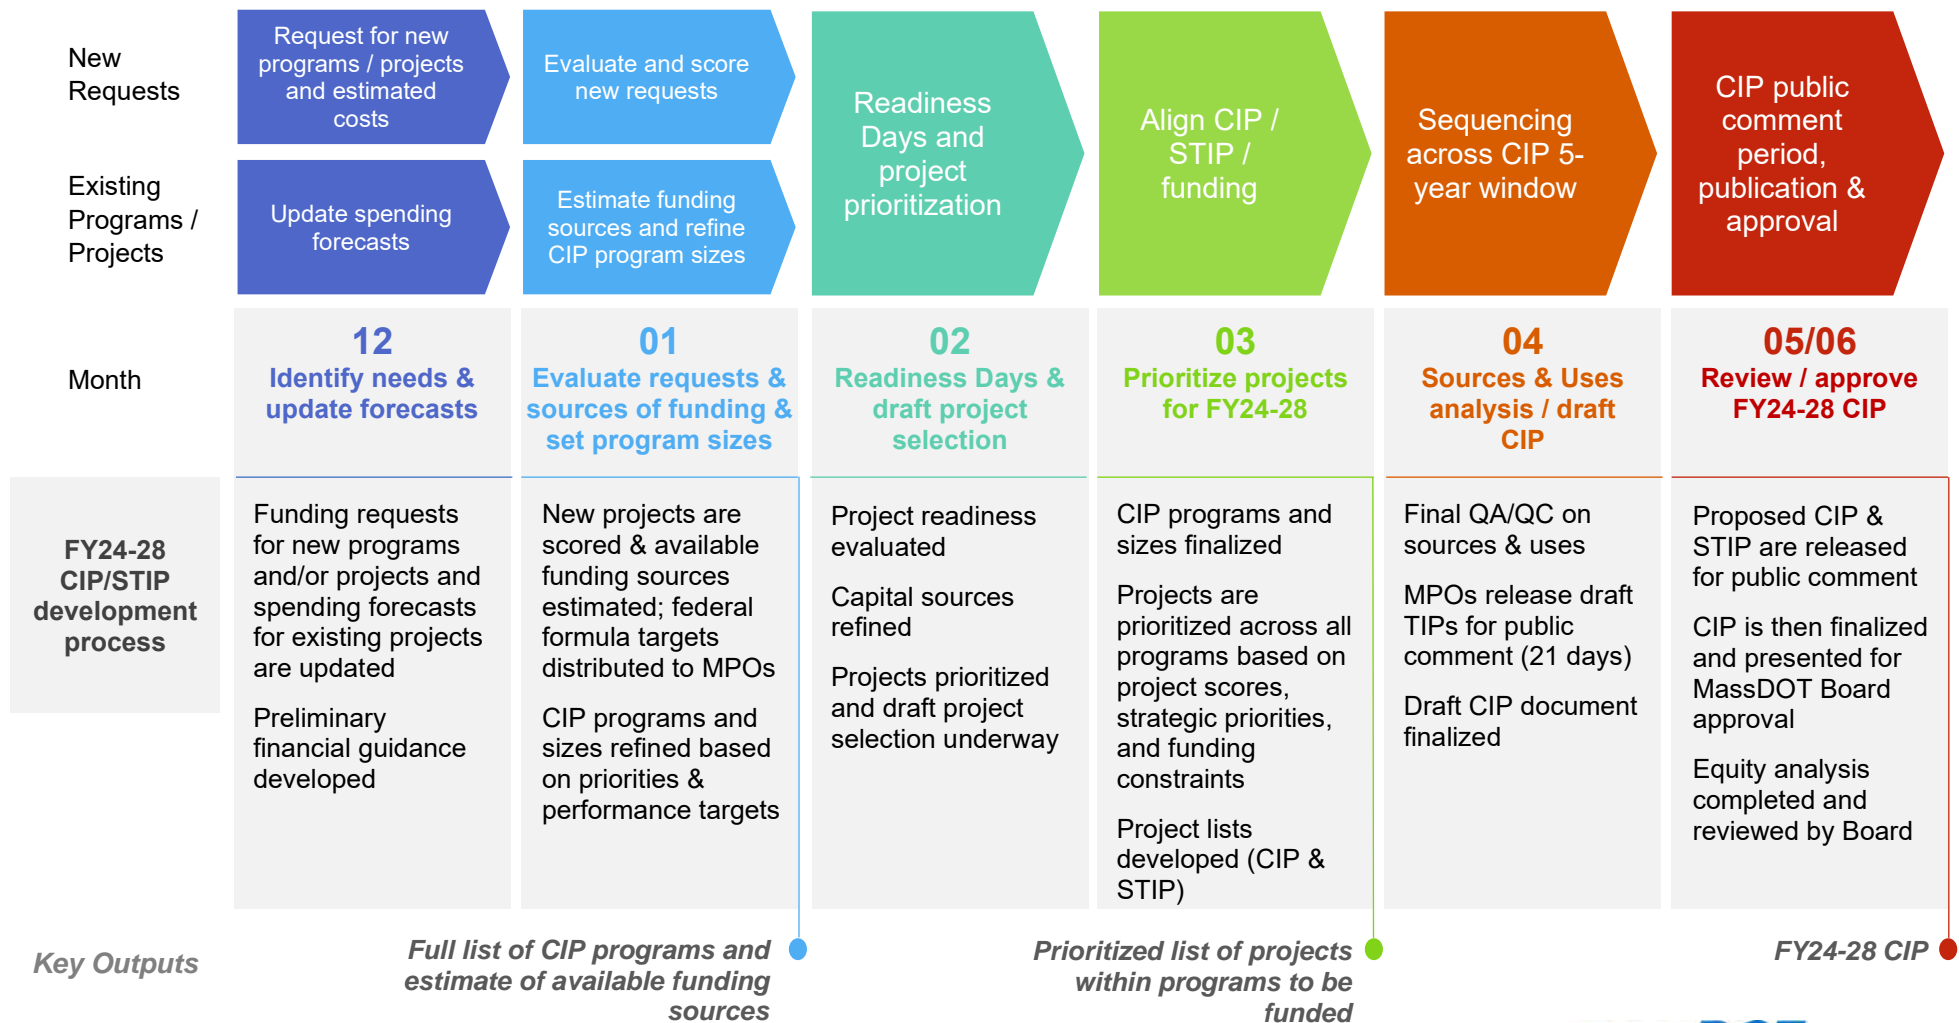 New
Requests
Request for new
programs / projects
and estimated
costs
Evaluate and score
new requests
Existing
Programs /
Projects
Update spending
forecasts
Estimate funding
sources and refine
CIP program sizes
Readiness
Days and
project
prioritization
Align CIP /
STIP /
funding
Sequencing
across CIP 5-
year window
CIP public
comment
period,
publication &
approval
Month
12
Identify needs &
update forecasts
01
Evaluate requests &
sources of funding &
set program sizes
02
Readiness Days &
draft project
selection
03
Prioritize projects
for FY24-28
04
Sources & Uses
analysis / draft
CIP
05/06
Review / approve
FY24-28 CIP
FY24-28
CIP/STIP
development
process
Funding requests
for new programs
and/or projects and
spending forecasts
for existing projects
are updated
Preliminary
financial guidance
developed
New projects are
scored & available
funding sources
estimated; federal
formula targets
distributed to MPOs
CIP programs and
sizes refined based
on priorities &
performance targets
Project readiness
evaluated
Capital sources
refined
Projects prioritized
and draft project
selection underway
CIP programs and
sizes finalized
Projects are
prioritized across all
programs based on
project scores,
strategic priorities,
and funding
constraints
Project lists
developed (CIP &
STIP)
Final QA/QC on
sources & uses
MPOs release draft
TIPs for public
comment (21 days)
Draft CIP document
finalized
Proposed CIP &
STIP are released
for public comment
CIP is then finalized
and presented for
MassDOT Board
approval
Equity analysis
completed and
reviewed by Board
Key Outputs
Full list of CIP programs and
estimate of available funding
sources
Prioritized list of projects
within programs to be
funded
FY24-28 CIP